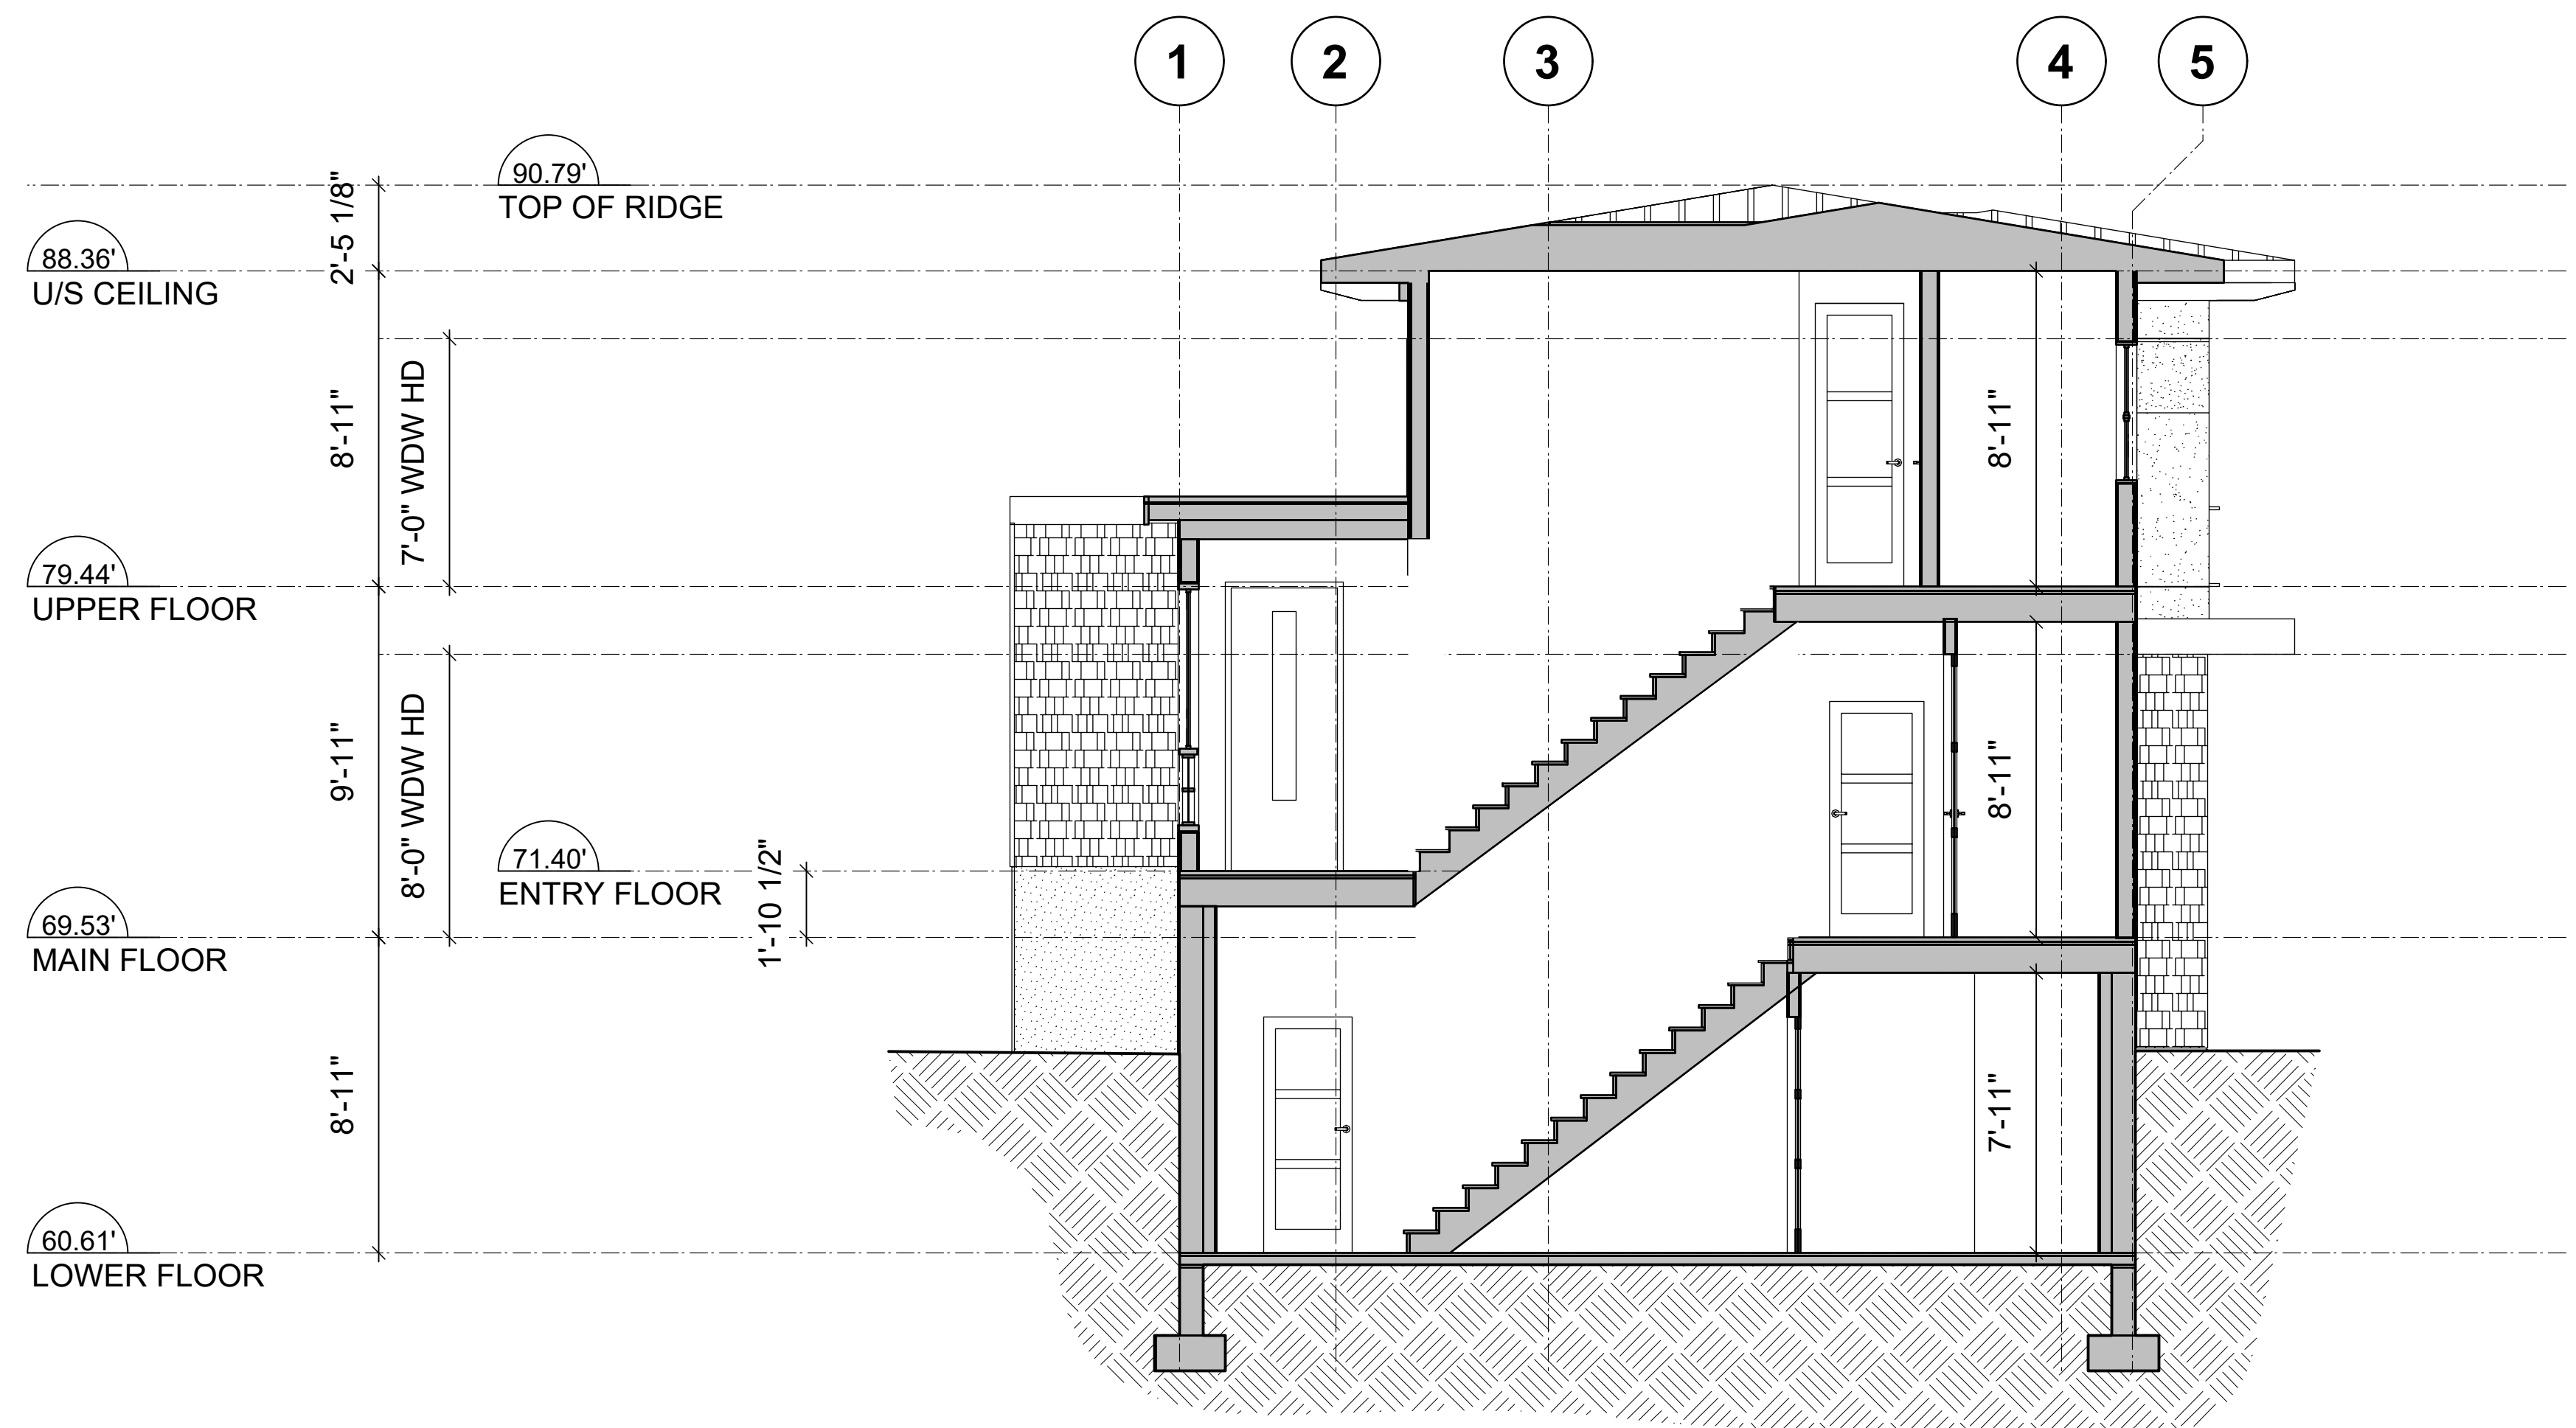 1 2 3 4 5
90.79'
TOP OF RIDGE
2'-5 1/8"
88.36'
U/S CEILING
8'-11"
7'-0" WDW HD
8'-11"
79.44'
UPPER FLOOR
9'-11"
8'-0" WDW HD
8'-11"
71.40'
ENTRY FLOOR
1'-10 1/2"
69.53'
MAIN FLOOR
8'-11"
7'-11"
60.61'
LOWER FLOOR